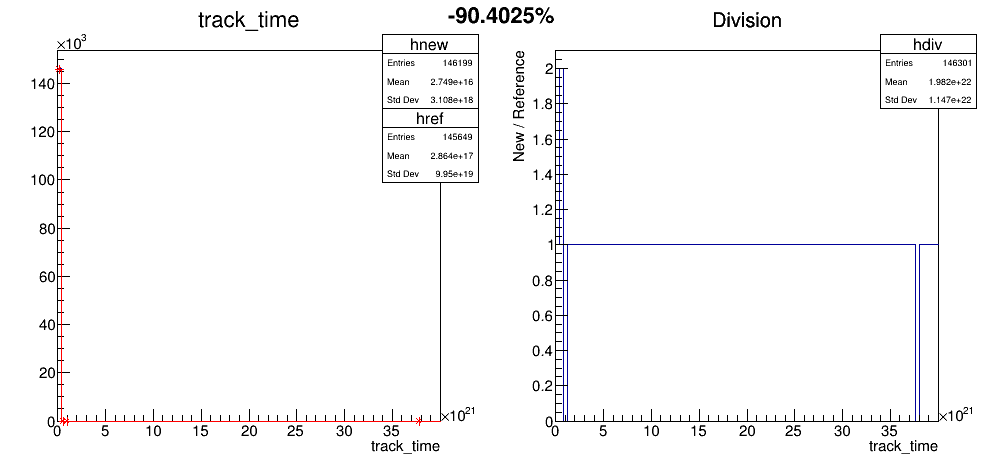 -90.4025%
track_time
×10³
hnew
Entries 146199
Mean 2.749e+16
Std Dev 3.108e+18
href
Entries 145649
Mean 2.864e+17
Std Dev 9.95e+19
140
120
100
80
60
40
20
0
0 5 10 15 20 25 30 35
×10²¹
track_time
Division
hdiv
Entries 146301
Mean 1.982e+22
Std Dev 1.147e+22
New / Reference
2
1.8
1.6
1.4
1.2
1
0.8
0.6
0.4
0.2
0
0 5 10 15 20 25 30 35
×10²¹
track_time